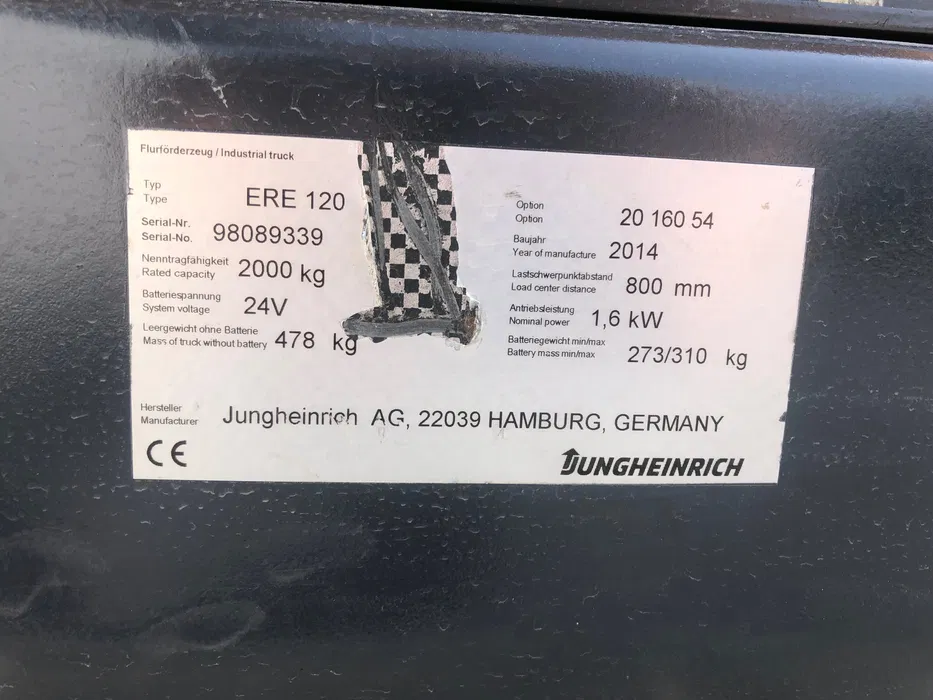 Flurförderzeug / Industrial truck
Typ
Type
ERE 120
Serial-Nr.
Serial-No.
98089339
Nenntragfähigkeit
Rated capacity
2000 kg
Batteriespannung
System voltage
24V
Leergewicht ohne Batterie
Mass of truck without battery
478 kg
Option
Option
20 160 54
Baujahr
Year of manufacture
2014
Lastschwerpunktabstand
Load center distance
800 mm
Antriebsleistung
Nominal power
1,6 kW
Batteriegewicht min/max
Battery mass min/max
273/310 kg
Hersteller
Manufacturer
Jungheinrich AG, 22039 HAMBURG, GERMANY
CE
JUNGHEINRICH